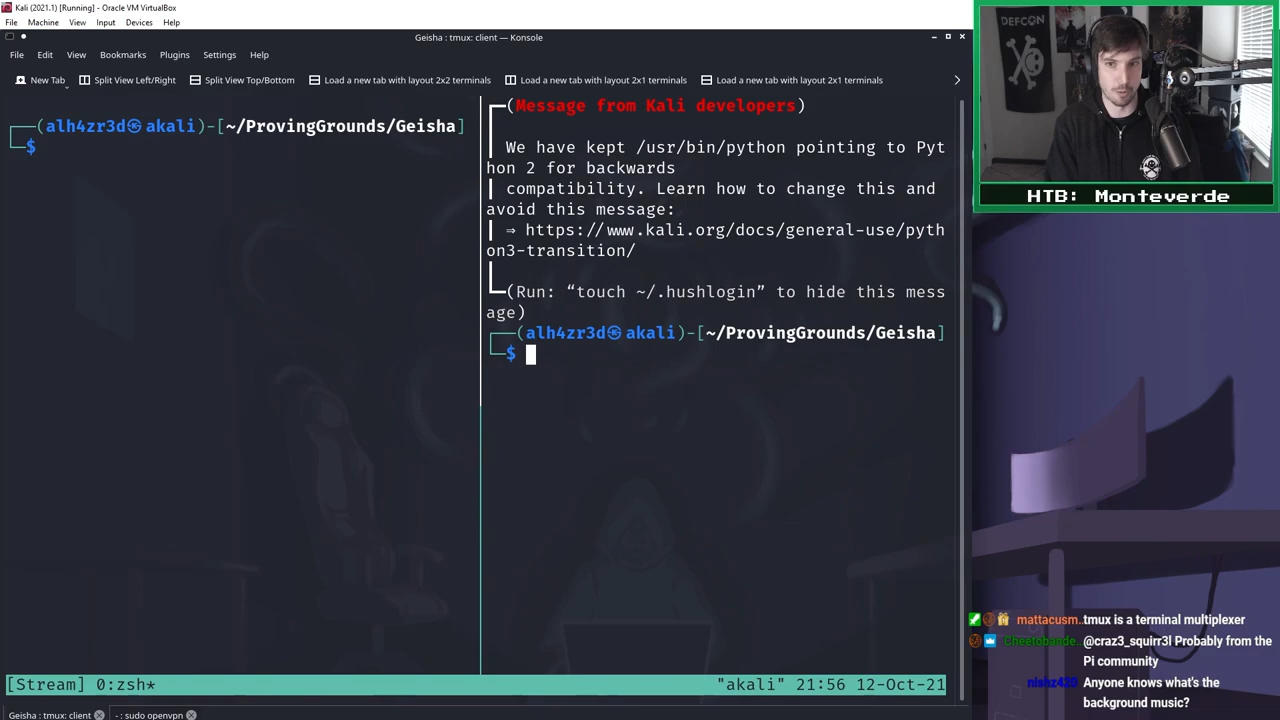 Kali (2021.1) [Running] - Oracle VM VirtualBox
File Machine View Input Devices Help
Geisha : tmux: client — Konsole
File Edit View Bookmarks Plugins Settings Help
New Tab Split View Left/Right Split View Top/Bottom Load a new tab with layout 2x2 terminals Load a new tab with layout 2x1 terminals Load a new tab with layout 2x1 terminals
(alh4zr3d㉿akali)-[~/ProvingGrounds/Geisha]
$
(Message from Kali developers)
We have kept /usr/bin/python pointing to Pyt
hon 2 for backwards
compatibility. Learn how to change this and
avoid this message:
⇒ https://www.kali.org/docs/general-use/pyth
on3-transition/
(Run: “touch ~/.hushlogin” to hide this mess
age)
(alh4zr3d㉿akali)-[~/ProvingGrounds/Geisha]
$
[Stream] 0:zsh* "akali" 21:56 12-Oct-21
Geisha : tmux: client - : sudo openvpn
DEFCON
HTB: Monteverde
mattacusm.. tmux is a terminal multiplexer
Cheetobande.. @craz3_squirr3l Probably from the
Pi community
nishz420 Anyone knows what's the
background music?